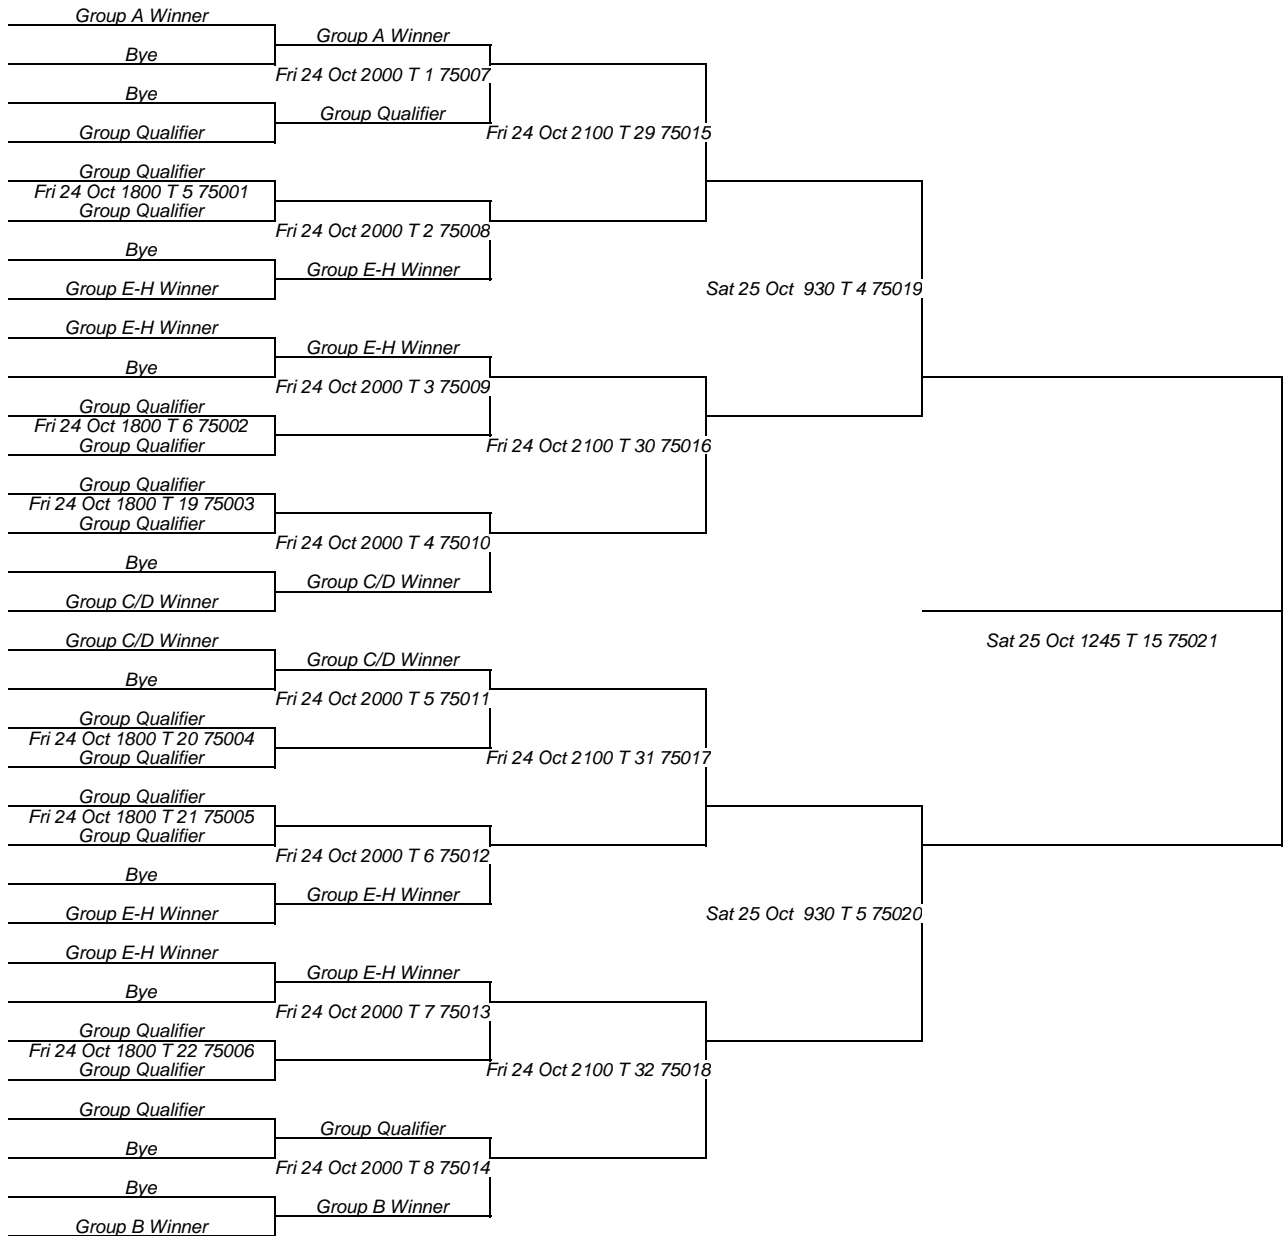 Group A Winner
Group A Winner
Bye
Fri 24 Oct 2000 T 1 75007
Bye
Group Qualifier
Group Qualifier
Fri 24 Oct 2100 T 29 75015
Group Qualifier
Fri 24 Oct 1800 T 5 75001
Group Qualifier
Fri 24 Oct 2000 T 2 75008
Bye
Group E-H Winner
Group E-H Winner
Sat 25 Oct 930 T 4 75019
Group E-H Winner
Group E-H Winner
Bye
Fri 24 Oct 2000 T 3 75009
Group Qualifier
Fri 24 Oct 1800 T 6 75002
Group Qualifier
Fri 24 Oct 2100 T 30 75016
Group Qualifier
Fri 24 Oct 1800 T 19 75003
Group Qualifier
Fri 24 Oct 2000 T 4 75010
Bye
Group C/D Winner
Group C/D Winner
Group C/D Winner
Sat 25 Oct 1245 T 15 75021
Group C/D Winner
Bye
Fri 24 Oct 2000 T 5 75011
Group Qualifier
Fri 24 Oct 1800 T 20 75004
Group Qualifier
Fri 24 Oct 2100 T 31 75017
Group Qualifier
Fri 24 Oct 1800 T 21 75005
Group Qualifier
Fri 24 Oct 2000 T 6 75012
Bye
Group E-H Winner
Group E-H Winner
Sat 25 Oct 930 T 5 75020
Group E-H Winner
Group E-H Winner
Bye
Fri 24 Oct 2000 T 7 75013
Group Qualifier
Fri 24 Oct 1800 T 22 75006
Group Qualifier
Fri 24 Oct 2100 T 32 75018
Group Qualifier
Group Qualifier
Bye
Fri 24 Oct 2000 T 8 75014
Bye
Group B Winner
Group B Winner